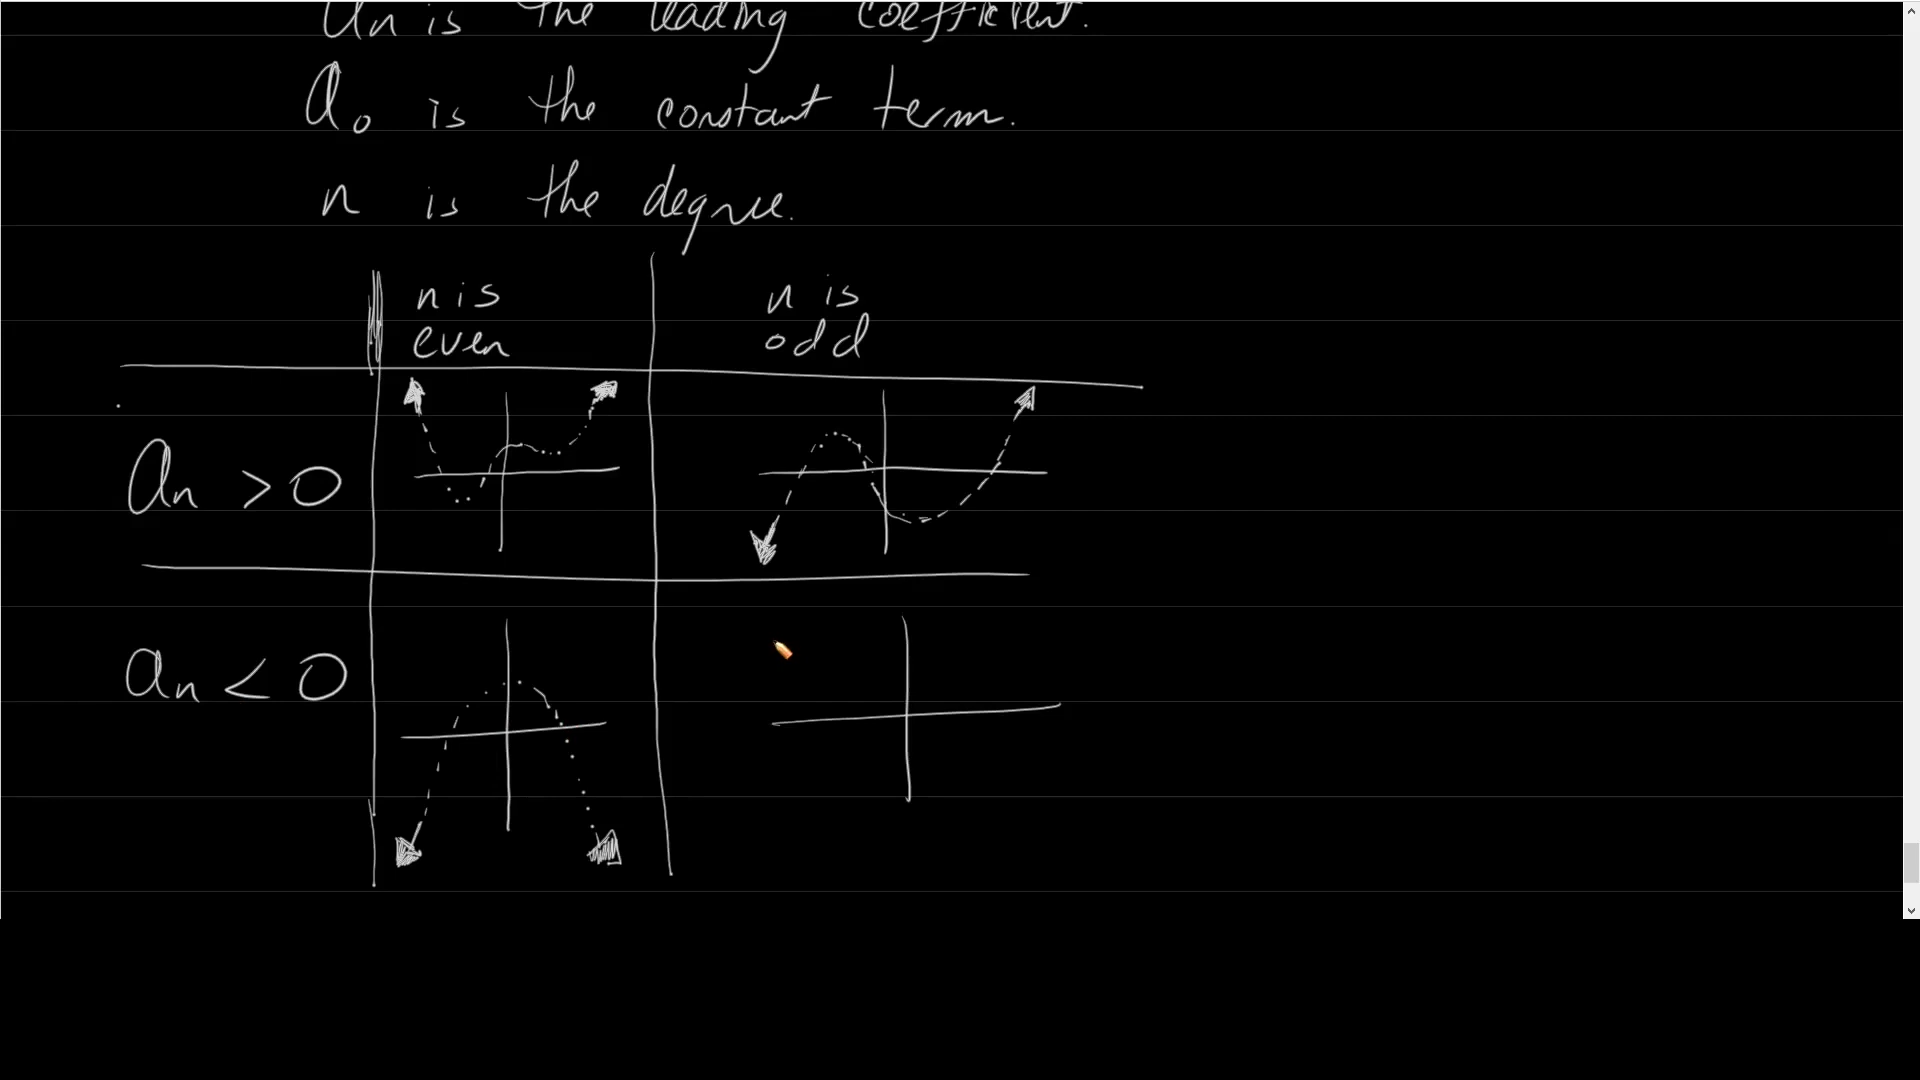 an is the leading coefficient.
a₀ is the constant term.
n is the degree.
n is even
n is odd
aₙ > 0
aₙ < 0